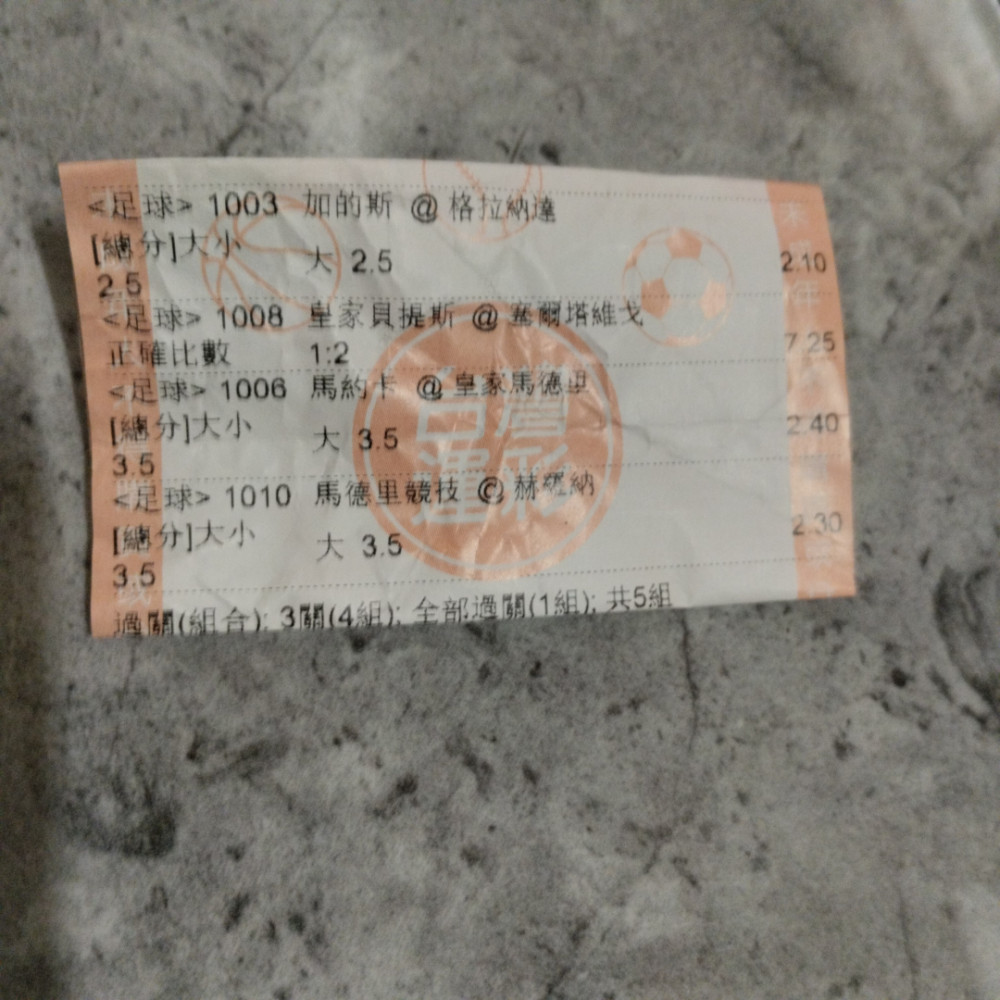 <足球> 1003 加的斯 @ 格拉納達
[總分]大小 大 2.5 2.10
2.5
<足球> 1008 皇家貝提斯 @ 塞爾塔維戈
正確比數 1:2 7.25
<足球> 1006 馬約卡 @ 皇家馬德里
[總分]大小 大 3.5 2.40
3.5
<足球> 1010 馬德里競技 @ 赫羅納
[總分]大小 大 3.5 2.30
3.5
過關(組合): 3關(4組); 全部過關(1組); 共5組
台灣
運彩